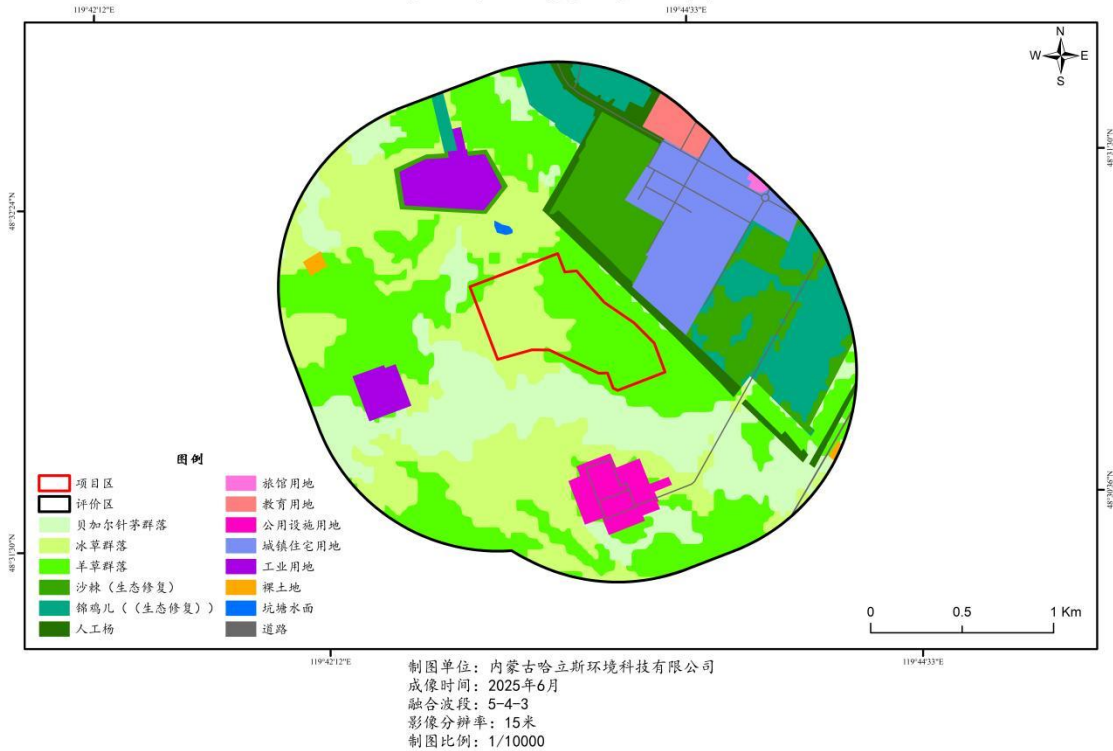 119°42'12"E
119°44'33"E
N
W E
S
48°31'30"N
48°32'24"N
48°30'36"N
48°31'30"N
图例
项目区
评价区
贝加尔针茅群落
冰草群落
羊草群落
沙棘（生态修复）
锦鸡儿（（生态修复））
人工杨
旅馆用地
教育用地
公用设施用地
城镇住宅用地
工业用地
裸土地
坑塘水面
道路
0 0.5 1 Km
119°42'12"E
119°44'33"E
制图单位：内蒙古哈立斯环境科技有限公司
成像时间：2025年6月
融合波段：5-4-3
影像分辨率：15米
制图比例：1/10000